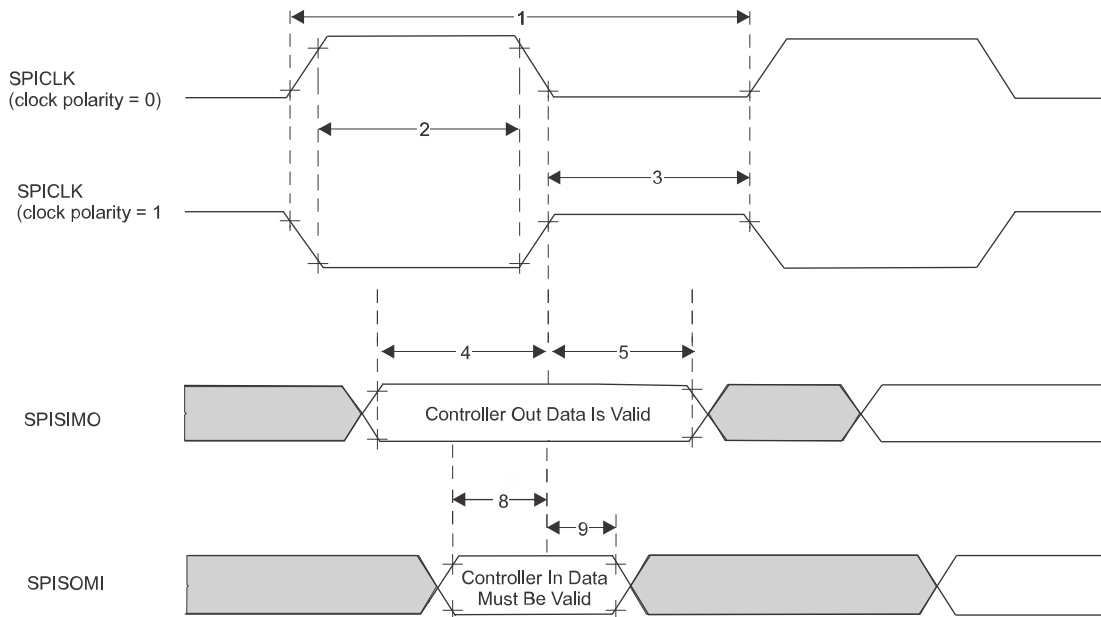 1
SPICLK
(clock polarity = 0)
2
3
SPICLK
(clock polarity = 1
4
5
SPISIMO
Controller Out Data Is Valid
8
9
SPISOMI
Controller In Data
Must Be Valid